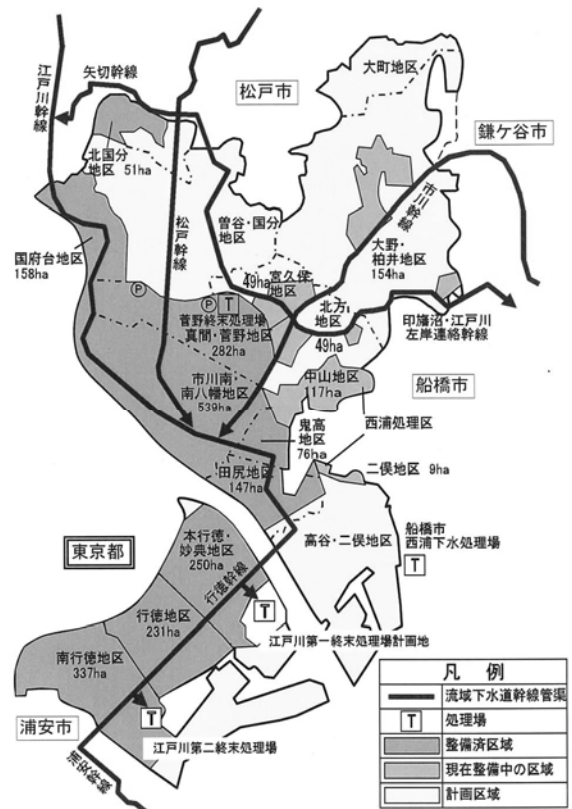 矢切幹線
江戸川幹線
松戸市
大町地区
鎌ケ谷市
北国分
地区 51ha
松戸幹線
曽谷・国分
地区
市川幹線
大野・
柏井地区
154ha
国府台地区
158ha
49ha
宮久保
地区
P
P
T
北方
地区
49ha
菅野終末処理場
真間・菅野地区
282ha
印旛沼・江戸川
左岸連絡幹線
市川南・
南八幡地区
539ha
中山地区
117ha
船橋市
鬼高
地区
76ha
西浦処理区
田尻地区
147ha
二俣地区 9ha
東京都
本行徳・
妙典地区
250ha
高谷・二俣地区
船橋市
西浦下水処理場
T
行徳幹線
行徳地区
231ha
T
江戸川第一終末処理場計画地
南行徳地区
337ha
T
江戸川第二終末処理場
浦安市
浦安幹線
凡 例
流域下水道幹線管渠
T
処理場
整備済区域
現在整備中の区域
計画区域